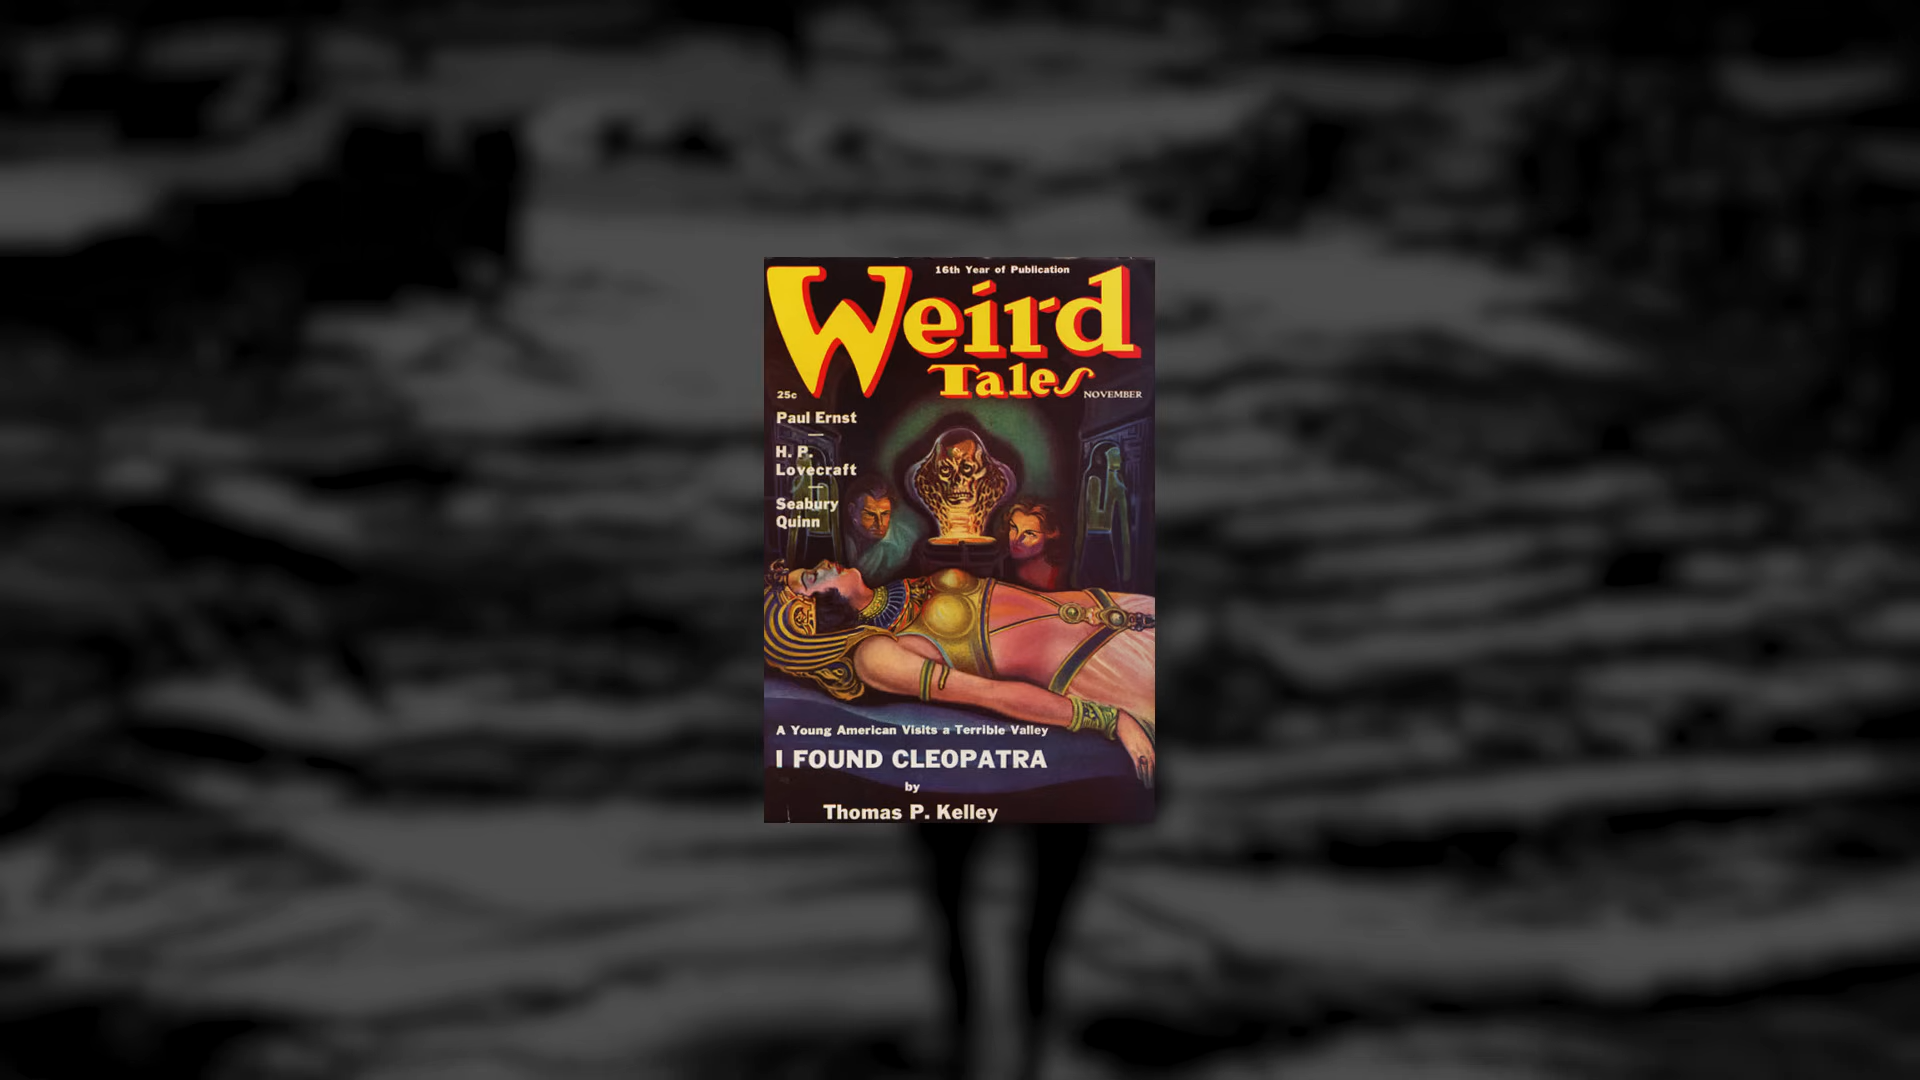 16th Year of Publication
Weird
Tales
25c
NOVEMBER
Paul Ernst
H. P.
Lovecraft
Seabury
Quinn
A Young American Visits a Terrible Valley
I FOUND CLEOPATRA
by
Thomas P. Kelley